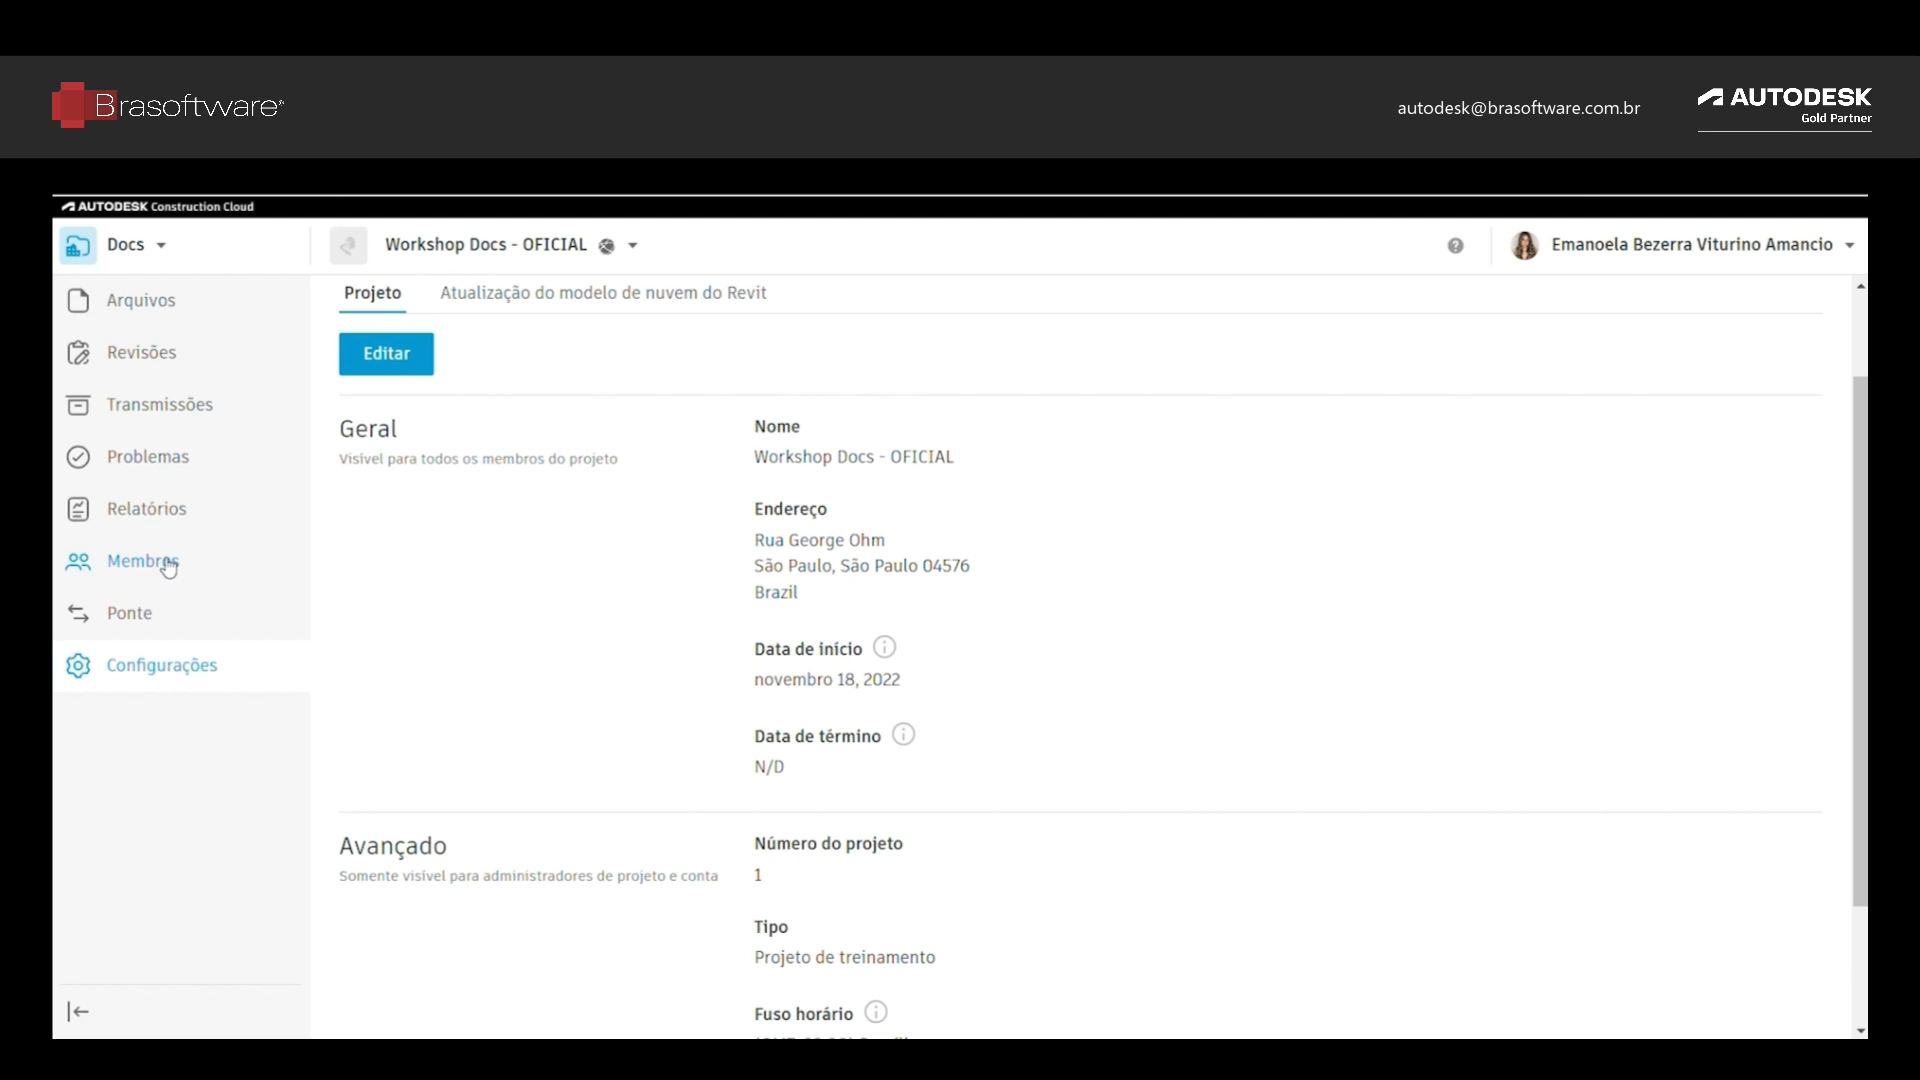 Brasoftware
autodesk@brasoftware.com.br
AUTODESK
Gold Partner
AUTODESK Construction Cloud
Docs
Workshop Docs - OFICIAL
Emanoela Bezerra Viturino Amancio
Arquivos
Revisões
Transmissões
Problemas
Relatórios
Membros
Ponte
Configurações
Projeto
Atualização do modelo de nuvem do Revit
Editar
Geral
Visível para todos os membros do projeto
Nome
Workshop Docs - OFICIAL
Endereço
Rua George Ohm
São Paulo, São Paulo 04576
Brazil
Data de início
novembro 18, 2022
Data de término
N/D
Avançado
Somente visível para administradores de projeto e conta
Número do projeto
1
Tipo
Projeto de treinamento
Fuso horário